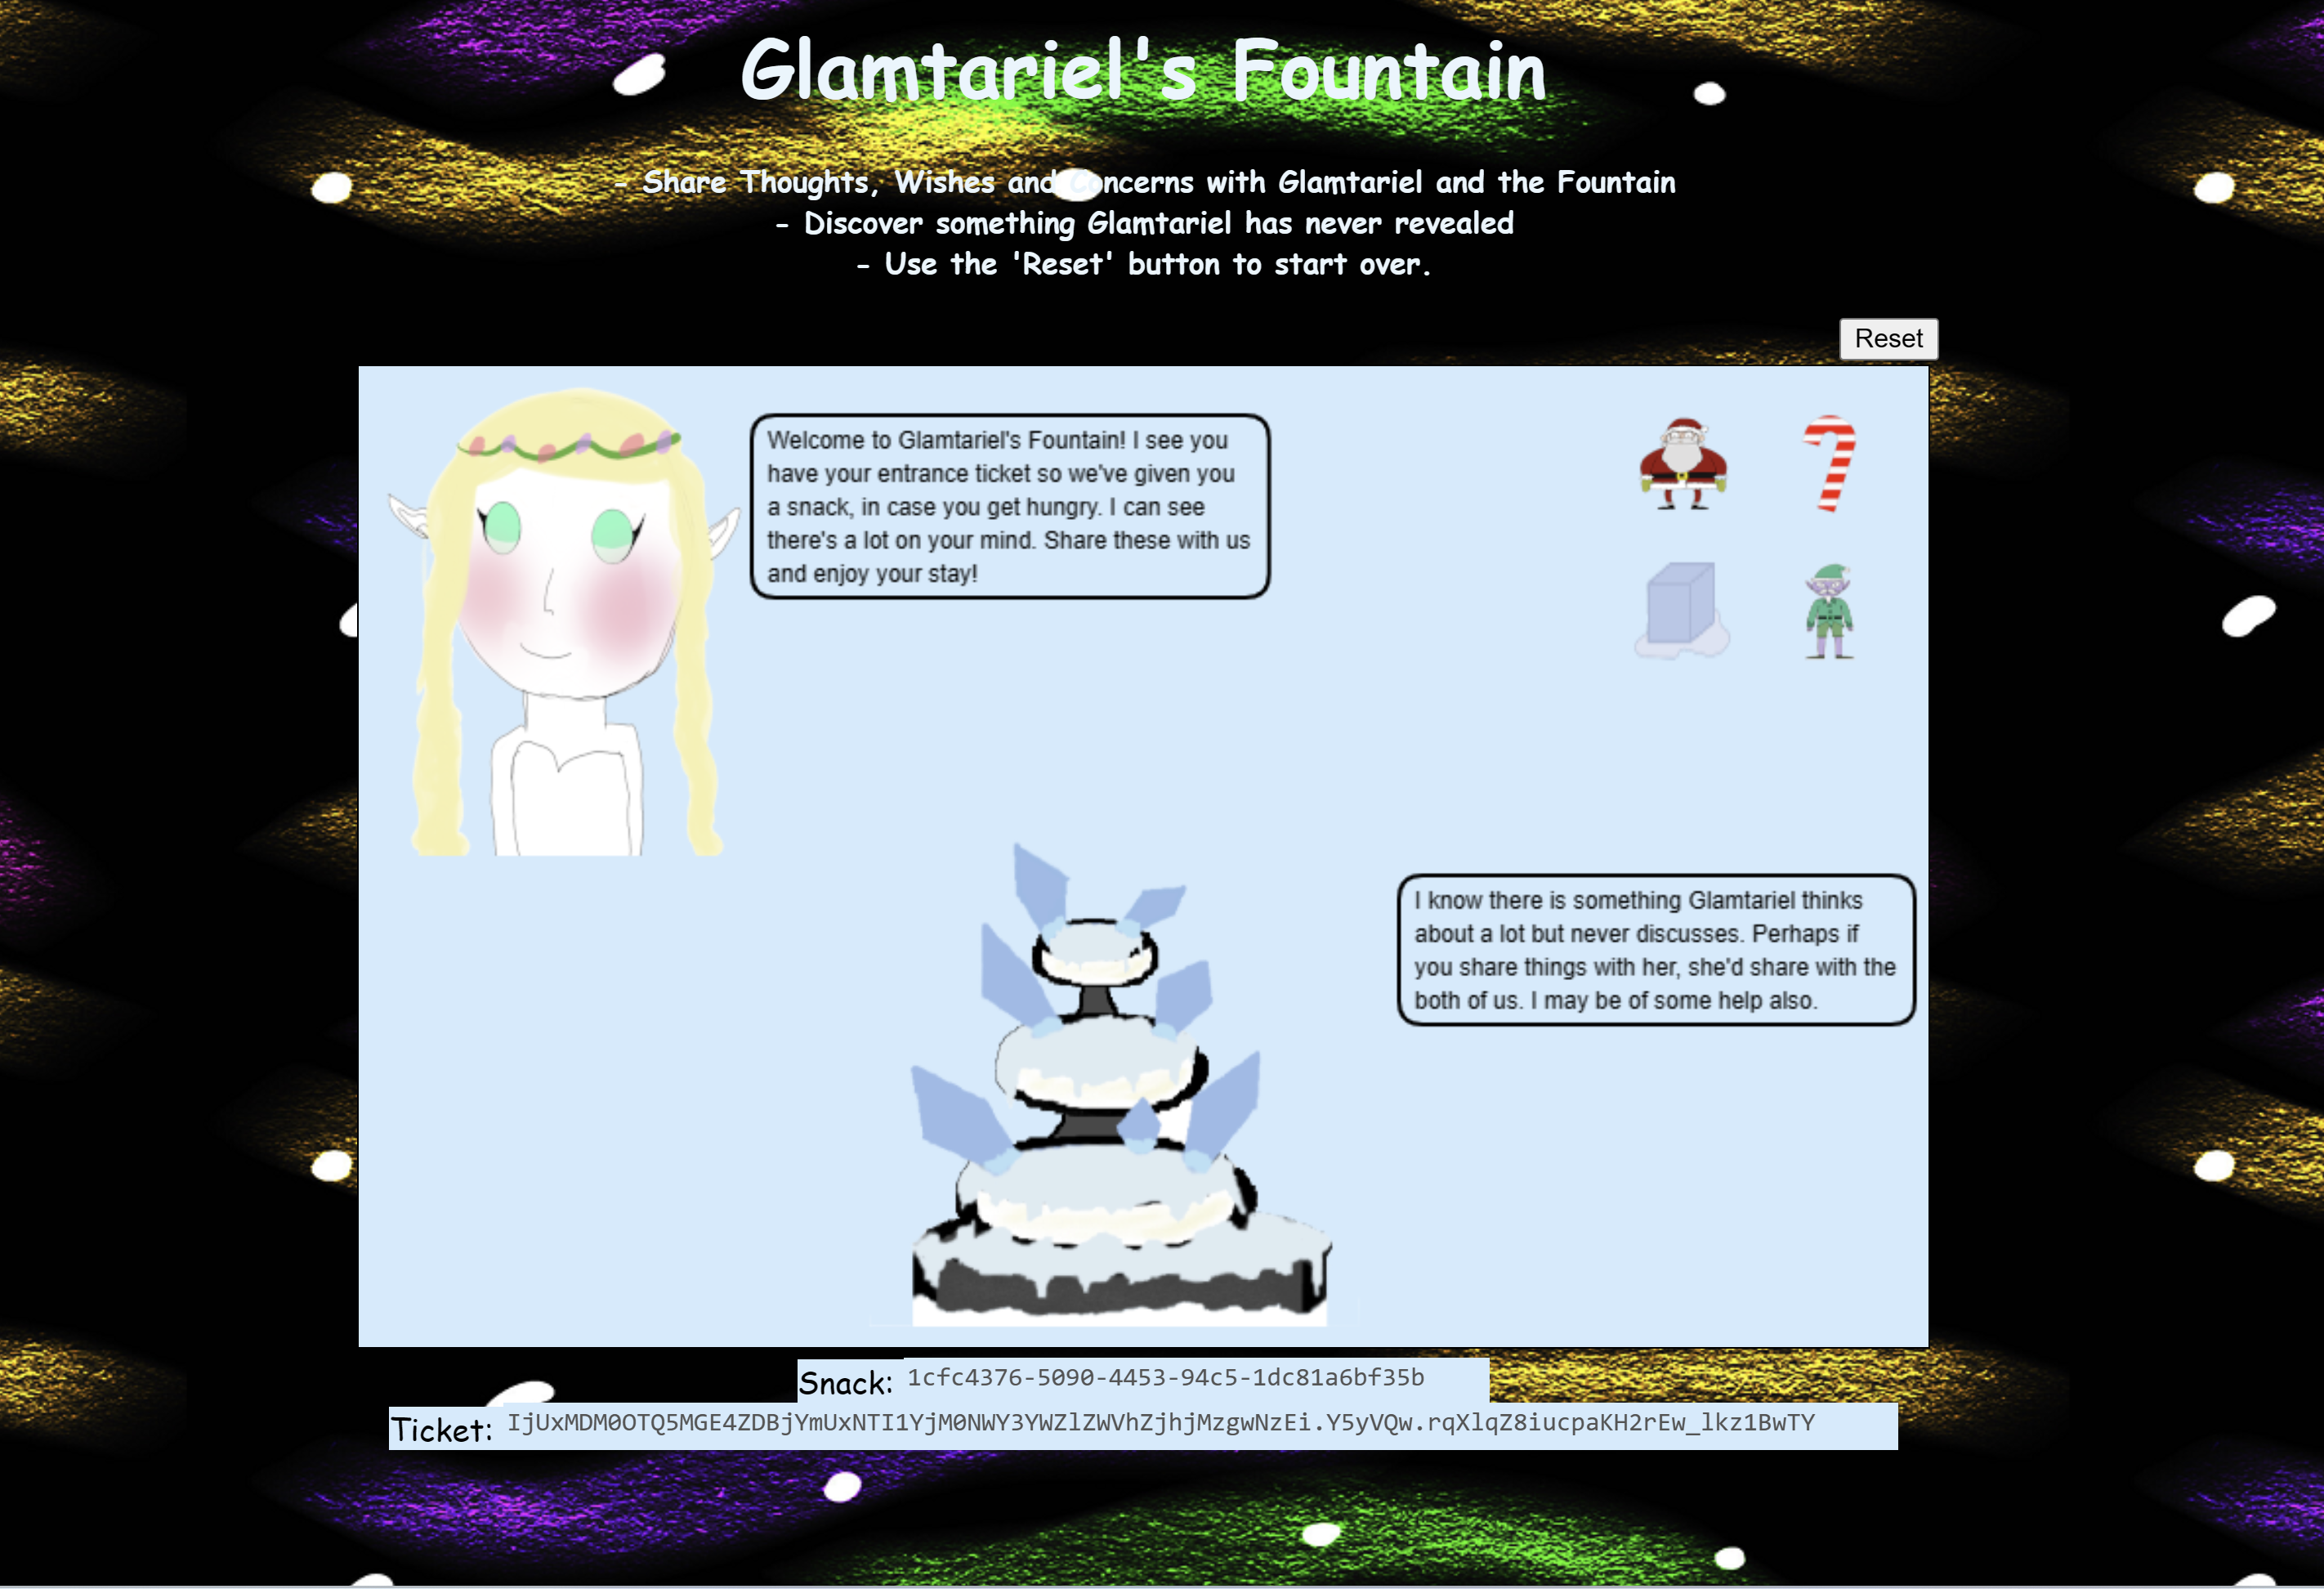 Glamtariel's Fountain
- Share Thoughts, Wishes and Concerns with Glamtariel and the Fountain
- Discover something Glamtariel has never revealed
- Use the 'Reset' button to start over.
Reset
Welcome to Glamtariel's Fountain! I see you
have your entrance ticket so we've given you
a snack, in case you get hungry. I can see
there's a lot on your mind. Share these with us
and enjoy your stay!
I know there is something Glamtariel thinks
about a lot but never discusses. Perhaps if
you share things with her, she'd share with the
both of us. I may be of some help also.
Snack: 1cfc4376-5090-4453-94c5-1dc81a6bf35b
Ticket: IjUxMDM0OTQ5MGE4ZDBjYmUxNTI1YjM0NWY3YWZlZWVhZjhjMzgwNzEi.Y5yVQw.rqXlqZ8iucpaKH2rEw_lkz1BwTY